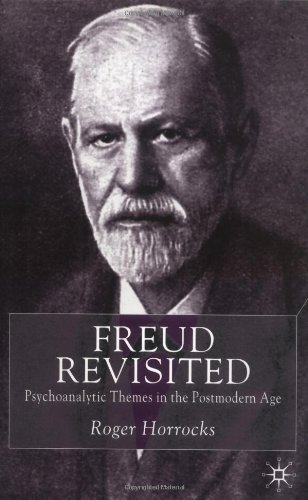 FREUD
REVISITED
Psychoanalytic Themes in the Postmodern Age
Roger Horrocks